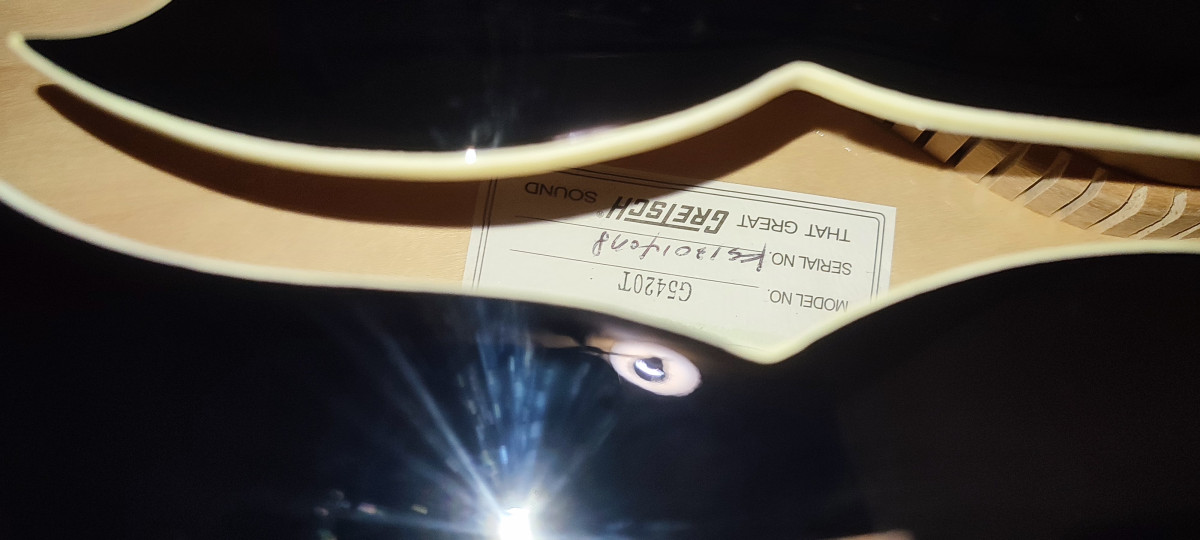 MODEL NO. G5420T
SERIAL NO.
THAT GREAT GRETSCH SOUND